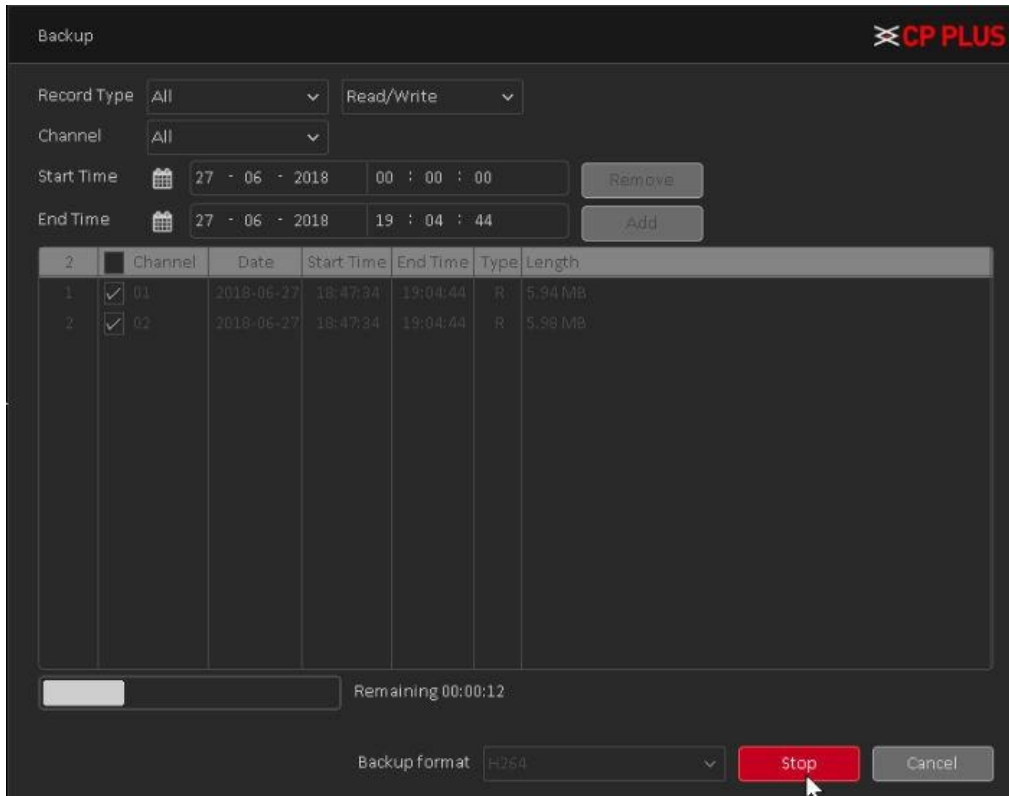 Backup
CP PLUS
Record Type All Read/Write
Channel All
Start Time 27 - 06 - 2018 00 : 00 : 00 Remove
End Time 27 - 06 - 2018 19 : 04 : 44 Add
2 Channel Date Start Time End Time Type Length
1 01 2018-06-27 18:47:34 19:04:44 R 5.94 MB
2 02 2018-06-27 18:47:34 19:04:44 R 5.98 MB
Remaining 00:00:12
Backup format H264 Stop Cancel